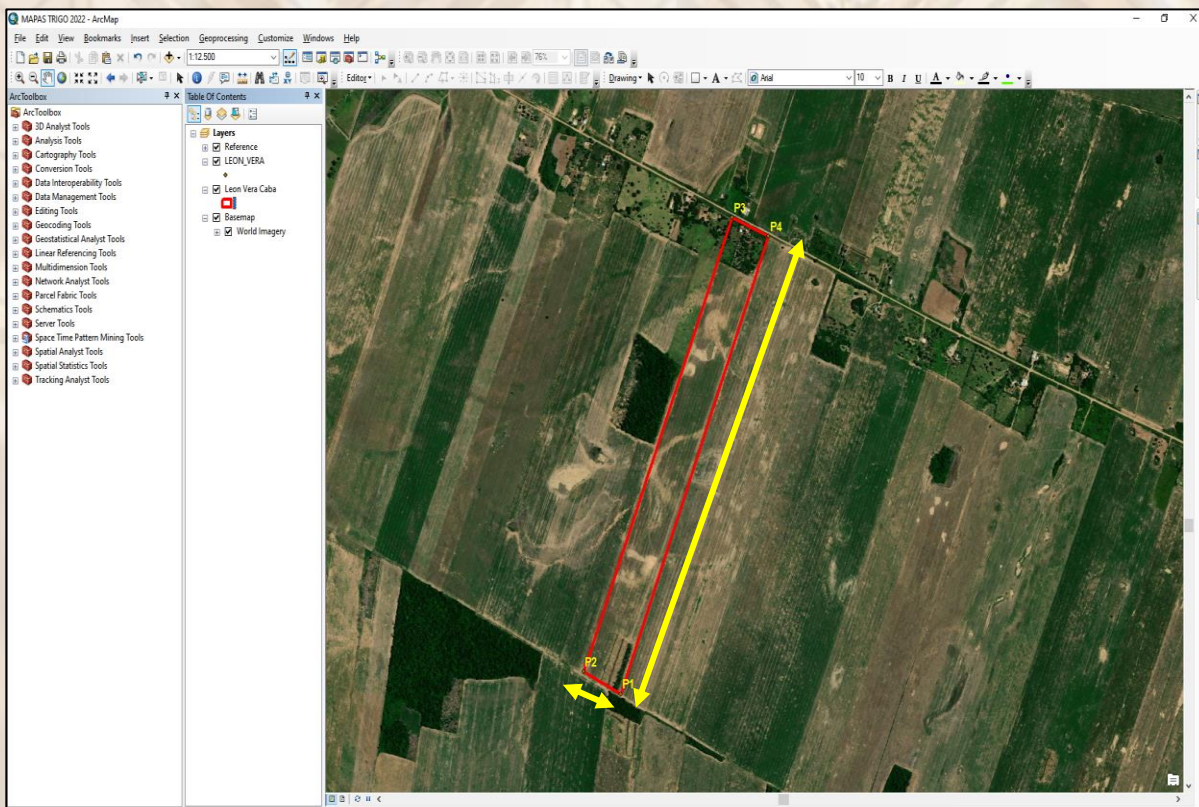 MAPAS TRIGO 2022 - ArcMap
File Edit View Bookmarks Insert Selection Geoprocessing Customize Windows Help
1:12.500
76%
Editor
Drawing
Arial
10
B I U A
ArcToolbox
ArcToolbox
3D Analyst Tools
Analysis Tools
Cartography Tools
Conversion Tools
Data Interoperability Tools
Data Management Tools
Editing Tools
Geocoding Tools
Geostatistical Analyst Tools
Linear Referencing Tools
Multidimension Tools
Network Analyst Tools
Parcel Fabric Tools
Schematics Tools
Server Tools
Space Time Pattern Mining Tools
Spatial Analyst Tools
Spatial Statistics Tools
Tracking Analyst Tools
Table Of Contents
Layers
Reference
LEON_VERA
Leon Vera Caba
Basemap
World Imagery
P3
P4
P2
P1